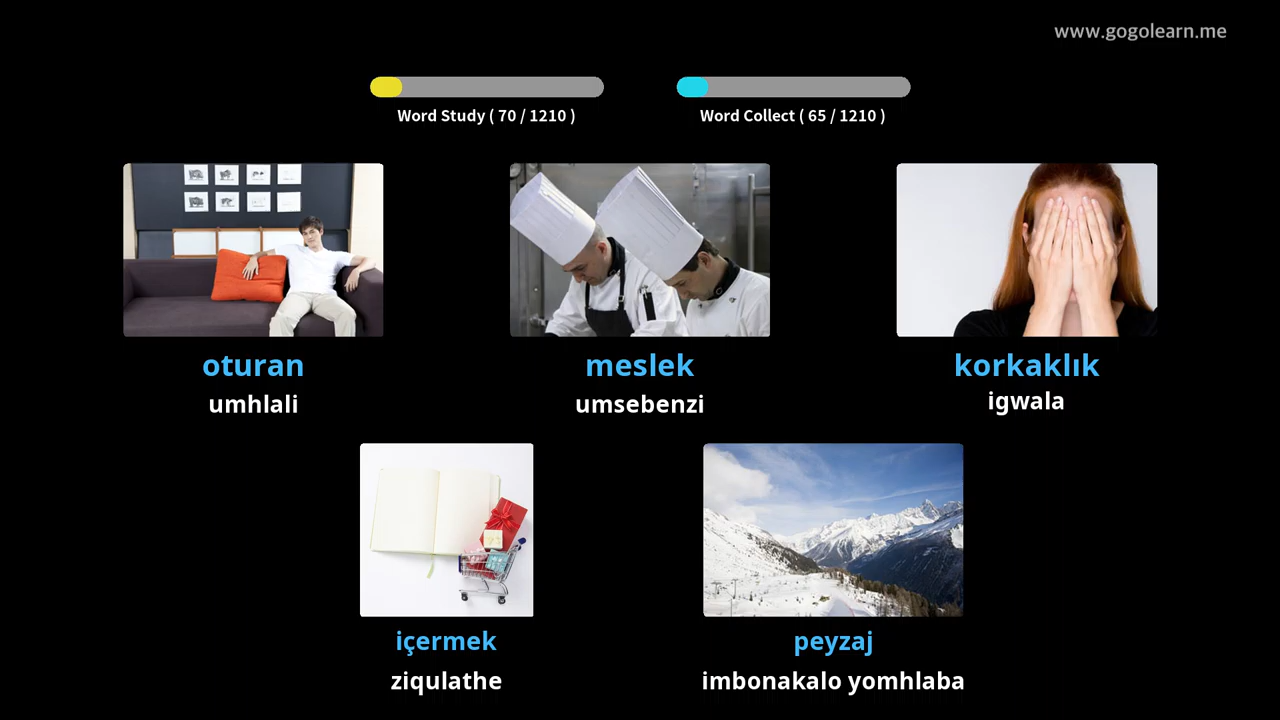 www.gogolearn.me
Word Study ( 70 / 1210 )
Word Collect ( 65 / 1210 )
oturan
umhlali
meslek
umsebenzi
korkaklık
igwala
içermek
ziqulathe
peyzaj
imbonakalo yomhlaba